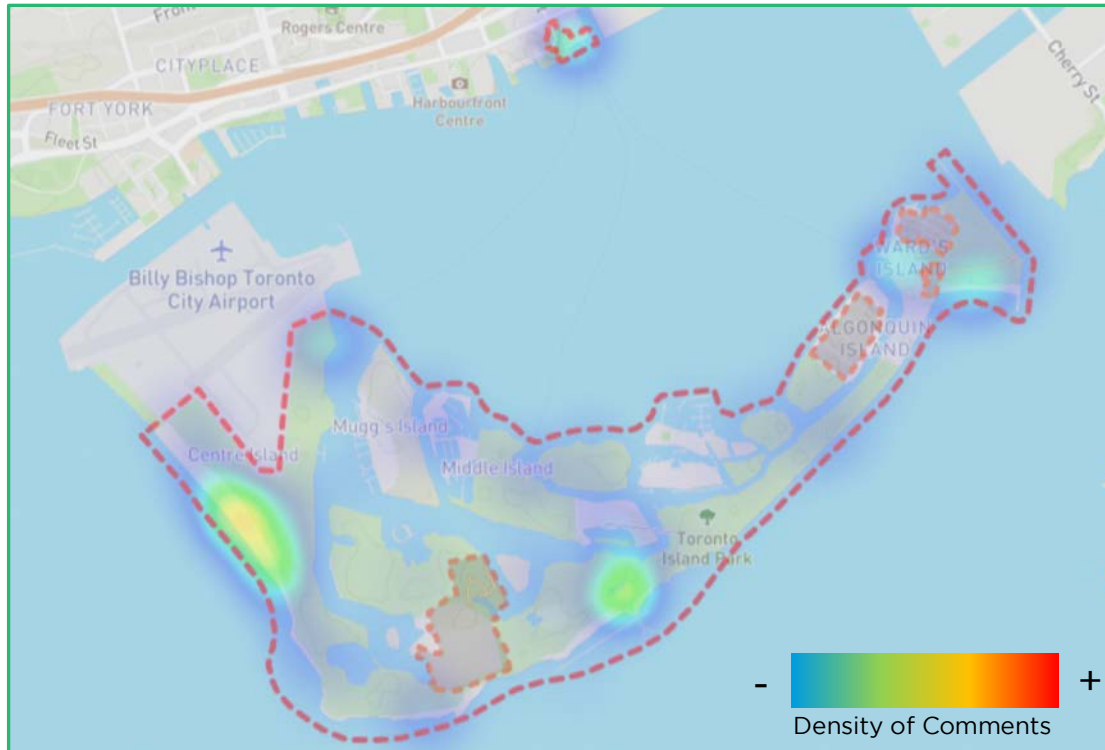 Front
Rogers Centre
CITYPLACE
Harbourfront
Centre
FORT YORK
Fleet St
Cherry St
Billy Bishop Toronto
City Airport
WARD'S
ISLAND
ALGONQUIN
ISLAND
Mugg's Island
Centre Island
Middle Island
Toronto
Island Park
- +
Density of Comments